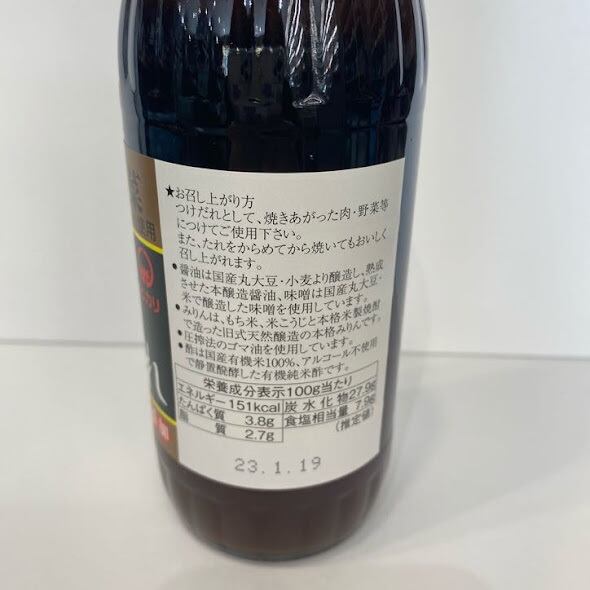 ★お召し上がり方
つけだれとして、焼きあがった肉・野菜等
につけてご使用下さい。
また、たれをからめてから焼いてもおいしく
召し上がれます。
●醤油は国産丸大豆・小麦より醸造し、熟成
させた本醸造醤油、味噌は国産丸大豆・
米で醸造した味噌を使用しています。
●みりんは、もち米、米こうじと本格米製焼酎
で造った旧式天然醸造の本格みりんです。
●圧搾法のゴマ油を使用しています。
●酢は国産有機米100%、アルコール不使用
で静置醗酵した有機純米酢です。
栄養成分表示100g当たり
エネルギー 151kcal 炭水化物 27.9g
たんぱく質 3.8g 食塩相当量 7.9g
脂質 2.7g (推定値)
23.1.19
菜
使用
カリ
れ